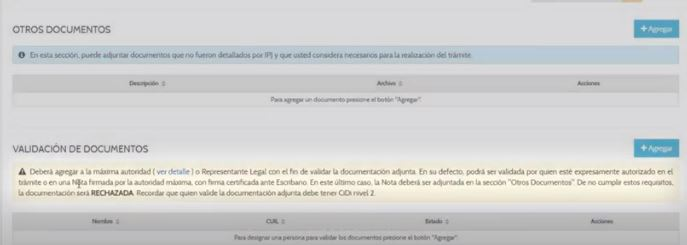 OTROS DOCUMENTOS
+ Agregar
En esta sección, puede adjuntar documentos que no fueron detallados por IPJ y que usted considera necesarios para la realización del trámite.
Descripción Archivo Acciones
Para agregar un documento presione el botón "Agregar".
VALIDACIÓN DE DOCUMENTOS
+ Agregar
Deberá agregar a la máxima autoridad ( ver detalle ) o Representante Legal con el fin de validar la documentación adjunta. En su defecto, podrá ser validada por quien esté expresamente autorizado en el
trámite o en una Nota firmada por la autoridad máxima, con firma certificada ante Escribano. En este último caso, la Nota deberá ser adjuntada en la sección "Otros Documentos". De no cumplir estos requisitos,
la documentación será RECHAZADA. Recordar que quien valide la documentación adjunta debe tener CiDi nivel 2.
Nombre CUIL Estado Acciones
Para designar una persona para validar los documentos presione el botón "Agregar".